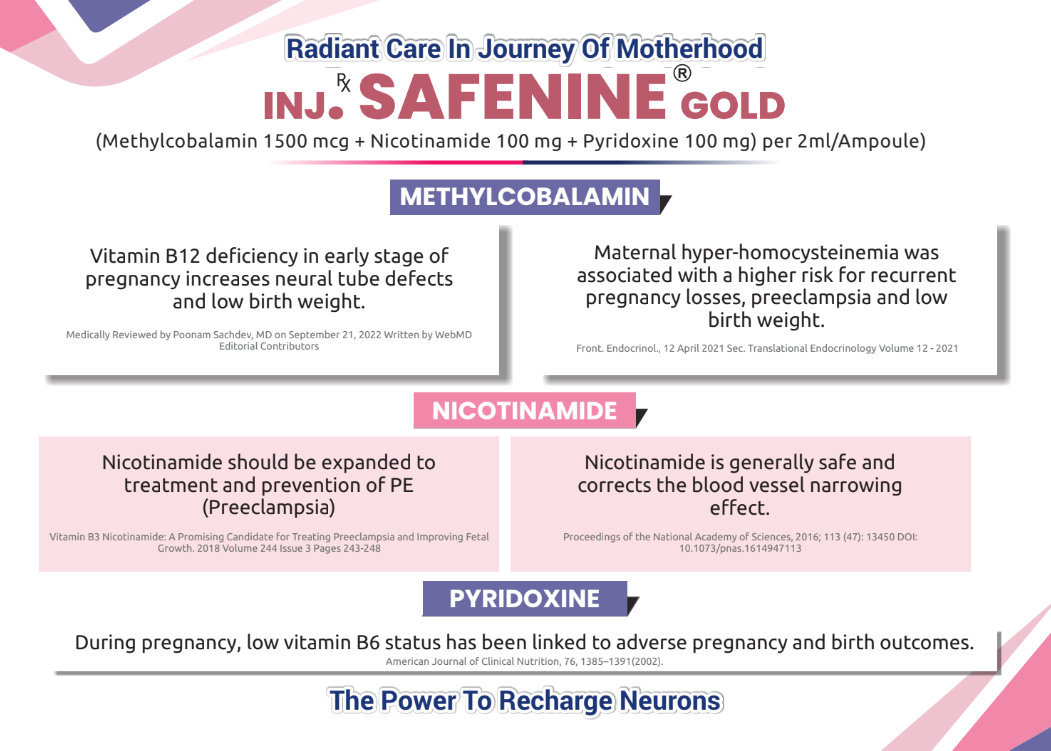 Radiant Care In Journey Of Motherhood
INJ. Rx SAFENINE® GOLD
(Methylcobalamin 1500 mcg + Nicotinamide 100 mg + Pyridoxine 100 mg) per 2ml/Ampoule)
METHYLCOBALAMIN
Vitamin B12 deficiency in early stage of
pregnancy increases neural tube defects
and low birth weight.
Medically Reviewed by Poonam Sachdev, MD on September 21, 2022 Written by WebMD
Editorial Contributors
Maternal hyper-homocysteinemia was
associated with a higher risk for recurrent
pregnancy losses, preeclampsia and low
birth weight.
Front. Endocrinol., 12 April 2021 Sec. Translational Endocrinology Volume 12 - 2021
NICOTINAMIDE
Nicotinamide should be expanded to
treatment and prevention of PE
(Preeclampsia)
Vitamin B3 Nicotinamide: A Promising Candidate for Treating Preeclampsia and Improving Fetal
Growth. 2018 Volume 244 Issue 3 Pages 243-248
Nicotinamide is generally safe and
corrects the blood vessel narrowing
effect.
Proceedings of the National Academy of Sciences, 2016; 113 (47): 13450 DOI:
10.1073/pnas.1614947113
PYRIDOXINE
During pregnancy, low vitamin B6 status has been linked to adverse pregnancy and birth outcomes.
American Journal of Clinical Nutrition, 76, 1385–1391(2002).
The Power To Recharge Neurons